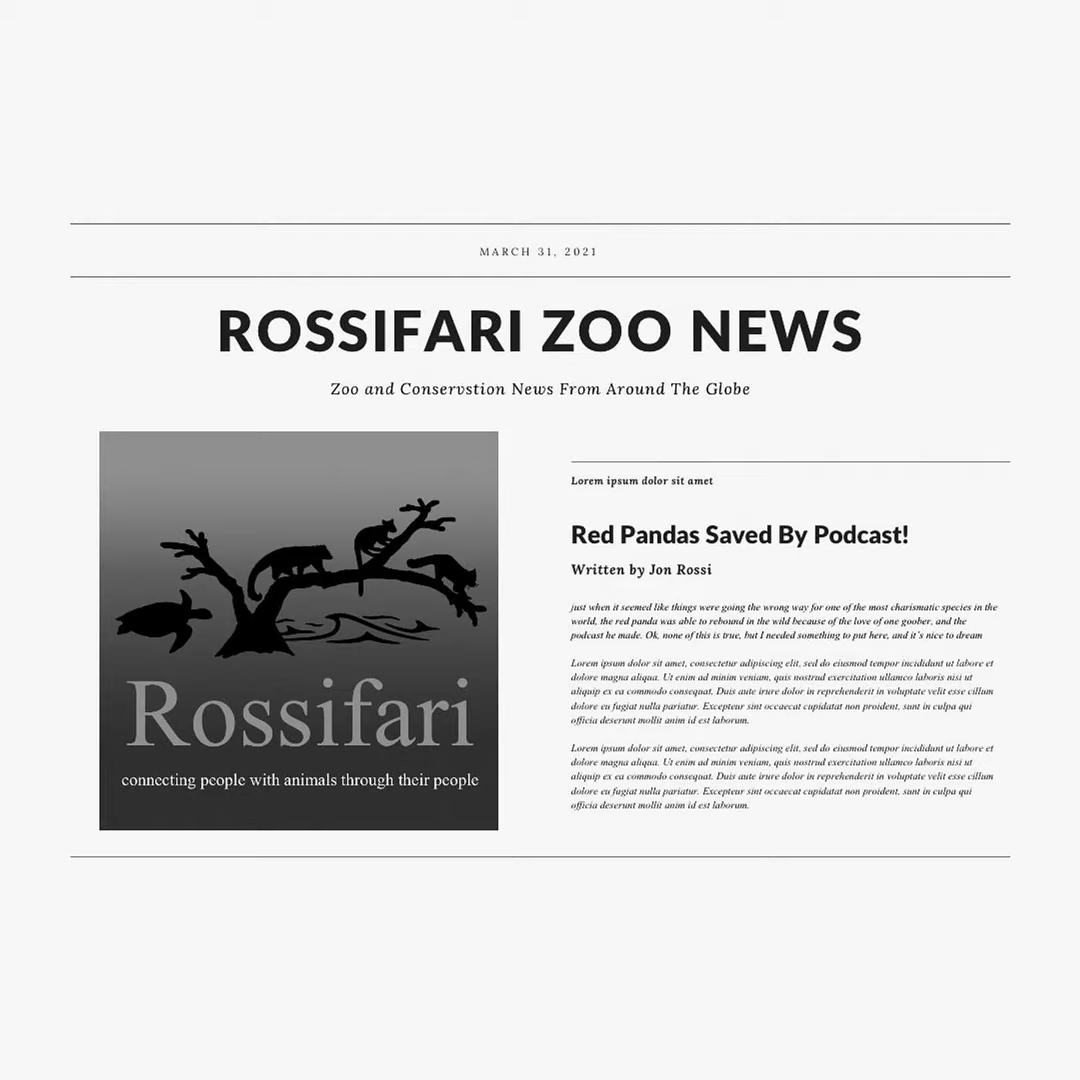 MARCH 31, 2021
ROSSIFARI ZOO NEWS
Zoo and Conservstion News From Around The Globe
Rossifari
connecting people with animals through their people
Lorem ipsum dolor sit amet
Red Pandas Saved By Podcast!
Written by Jon Rossi
just when it seemed like things were going the wrong way for one of the most charismatic species in the
world, the red panda was able to rebound in the wild because of the love of one goober, and the
podcast he made. Ok, none of this is true, but I needed something to put here, and it's nice to dream
Lorem ipsum dolor sit amet, consectetur adipiscing elit, sed do eiusmod tempor incididunt ut labore et
dolore magna aliqua. Ut enim ad minim veniam, quis nostrud exercitation ullamco laboris nisi ut
aliquip ex ea commodo consequat. Duis aute irure dolor in reprehenderit in voluptate velit esse cillum
dolore eu fugiat nulla pariatur. Excepteur sint occaecat cupidatat non proident, sunt in culpa qui
officia deserunt mollit anim id est laborum.
Lorem ipsum dolor sit amet, consectetur adipiscing elit, sed do eiusmod tempor incididunt ut labore et
dolore magna aliqua. Ut enim ad minim veniam, quis nostrud exercitation ullamco laboris nisi ut
aliquip ex ea commodo consequat. Duis aute irure dolor in reprehenderit in voluptate velit esse cillum
dolore eu fugiat nulla pariatur. Excepteur sint occaecat cupidatat non proident, sunt in culpa qui
officia deserunt mollit anim id est laborum.